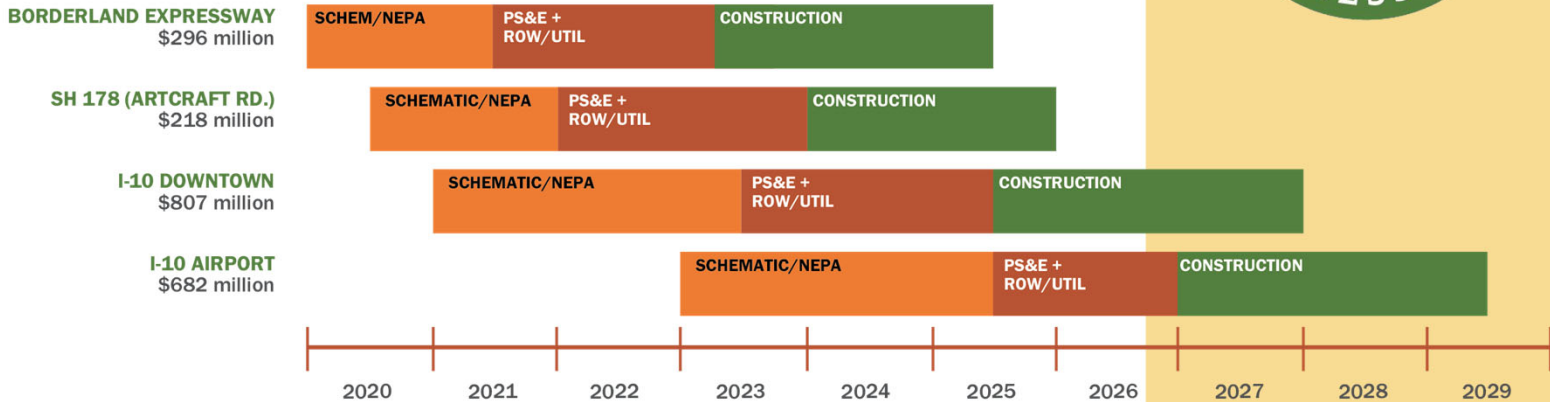 BORDERLAND EXPRESSWAY
$296 million
SCHEM/NEPA
PS&E +
ROW/UTIL
CONSTRUCTION
SH 178 (ARTCRAFT RD.)
$218 million
SCHEMATIC/NEPA
PS&E +
ROW/UTIL
CONSTRUCTION
I-10 DOWNTOWN
$807 million
SCHEMATIC/NEPA
PS&E +
ROW/UTIL
CONSTRUCTION
I-10 AIRPORT
$682 million
SCHEMATIC/NEPA
PS&E +
ROW/UTIL
CONSTRUCTION
2020 2021 2022 2023 2024 2025 2026 2027 2028 2029